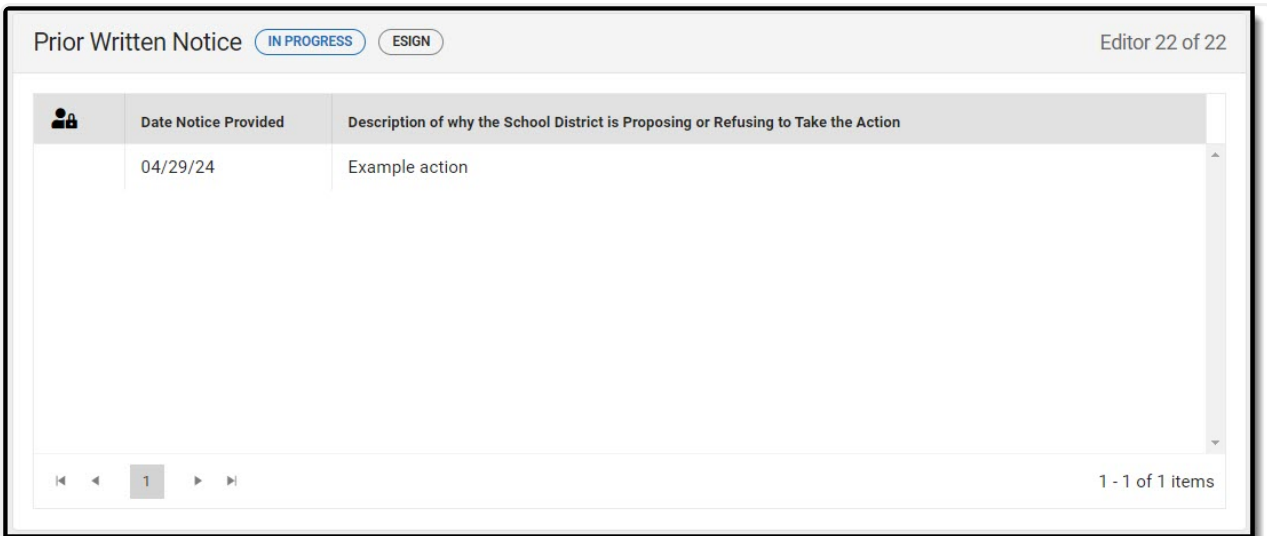 Prior Written Notice IN PROGRESS ESIGN Editor 22 of 22
Date Notice Provided Description of why the School District is Proposing or Refusing to Take the Action
04/29/24 Example action
1 1 - 1 of 1 items